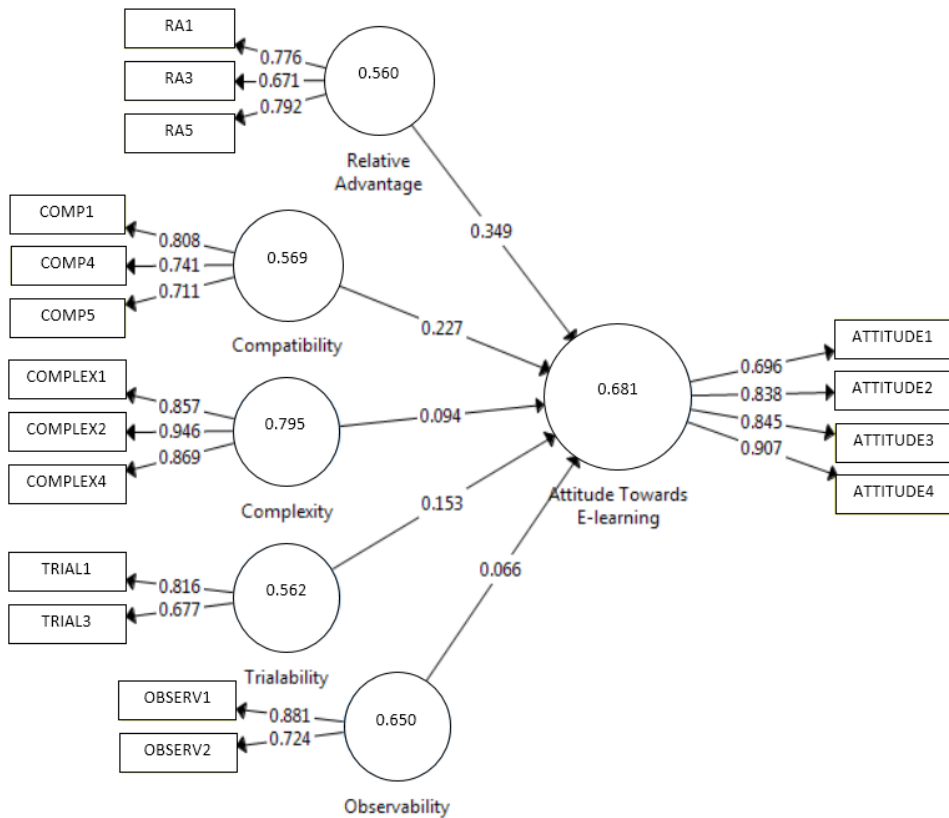 RA1
0.776
RA3
0.671
RA5
0.792
0.560
Relative
Advantage
0.349
COMP1
0.808
COMP4
0.741
COMP5
0.711
0.569
Compatibility
0.227
COMPLEX1
0.857
COMPLEX2
0.946
COMPLEX4
0.869
0.795
Complexity
0.094
TRIAL1
0.816
TRIAL3
0.677
0.562
Trialability
0.153
OBSERV1
0.881
OBSERV2
0.724
0.650
Observability
0.066
0.681
Attitude Towards
E-learning
ATTITUDE1
0.696
ATTITUDE2
0.838
ATTITUDE3
0.845
ATTITUDE4
0.907